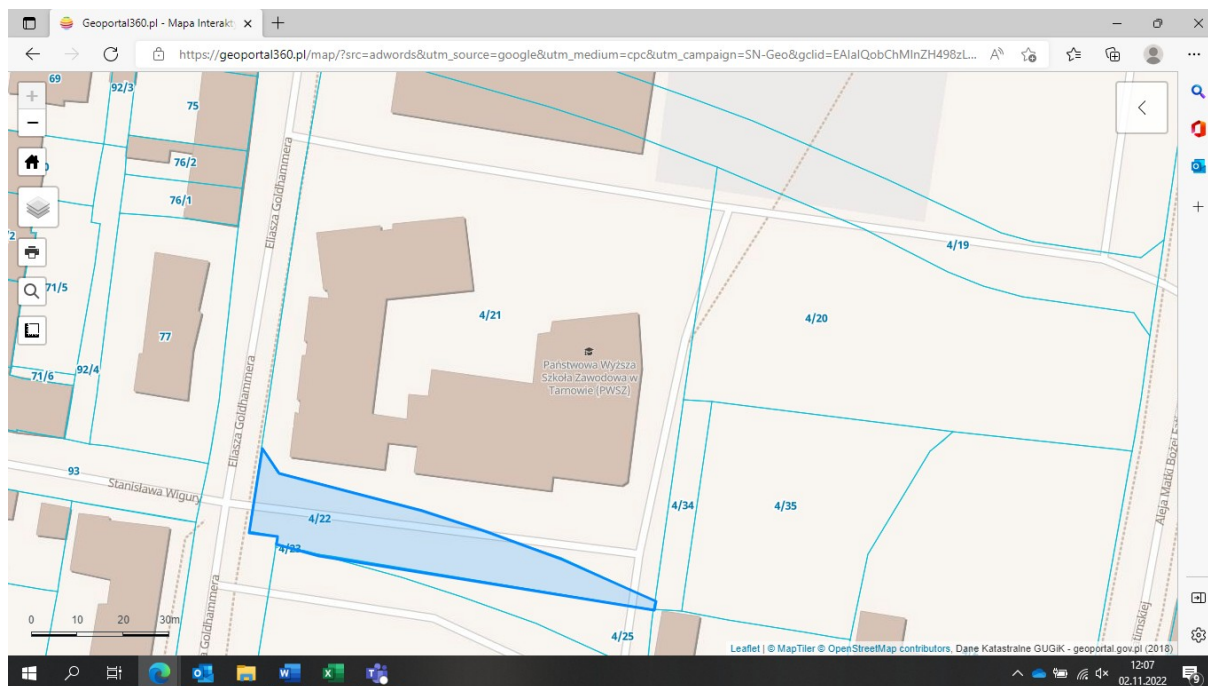 Geoportal360.pl - Mapa Interakt
https://geoportal360.pl/map/?src=adwords&utm_source=google&utm_medium=cpc&utm_campaign=SN-Geo&gclid=EAIaIQobChMInZH498zL...
69
92/3
75
76/2
76/1
Eliasza Goldhammera
4/19
71/5
4/21
4/20
77
Państwowa Wyższa
Szkoła Zawodowa w
Tarnowie (PWSZ)
71/6
92/4
Eliasza Goldhammera
93
Stanisława Wigury
4/22
4/34
4/35
4/23
Goldhammera
Aleja Matki Bożej
4/25
0 10 20 30m
Leaflet | © MapTiler © OpenStreetMap contributors, Dane Katastralne GUGiK - geoportal.gov.pl (2018)
12:07
02.11.2022